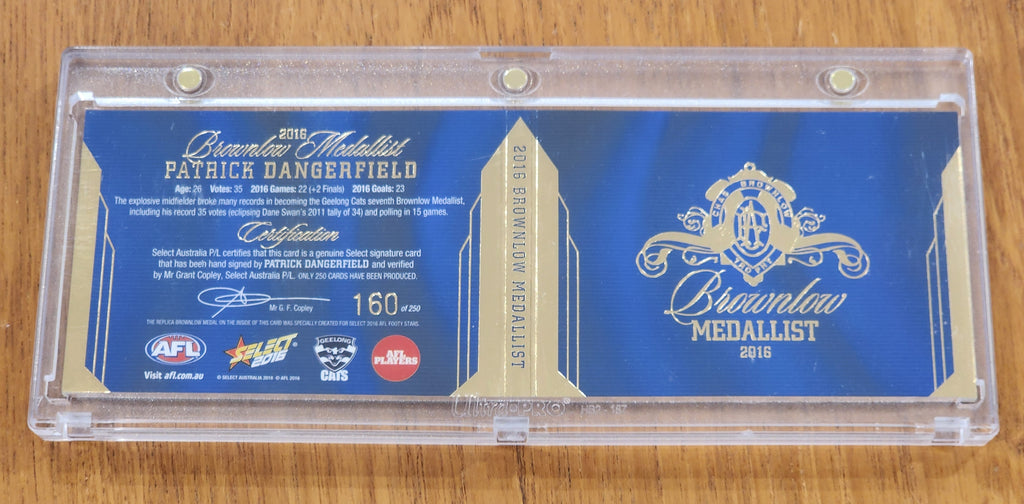 2016
Brownlow Medallist
PATRICK DANGERFIELD
Age: 26 Votes: 35 2016 Games: 22 (+2 Finals) 2016 Goals: 23
The explosive midfielder broke many records in becoming the Geelong Cats seventh Brownlow Medallist,
including his record 35 votes (eclipsing Dane Swan's 2011 tally of 34) and polling in 15 games.
Certification
Select Australia P/L certifies that this card is a genuine Select signature card
that has been hand signed by PATRICK DANGERFIELD and verified
by Mr Grant Copley, Select Australia P/L. ONLY 250 CARDS HAVE BEEN PRODUCED.
Mr G. F. Copley
160 of 250
THE REPLICA BROWNLOW MEDAL ON THE INSIDE OF THIS CARD WAS SPECIALLY CREATED FOR SELECT 2016 AFL FOOTY STARS.
AFL
Visit afl.com.au
SELECT®
2016
© SELECT AUSTRALIA 2016 © AFL 2016
GEELONG
CATS
AFL
PLAYERS
2016 BROWNLOW MEDALLIST
CHAS BROWNLOW
TROPHY
Brownlow
MEDALLIST
2016
Ultra PRO®